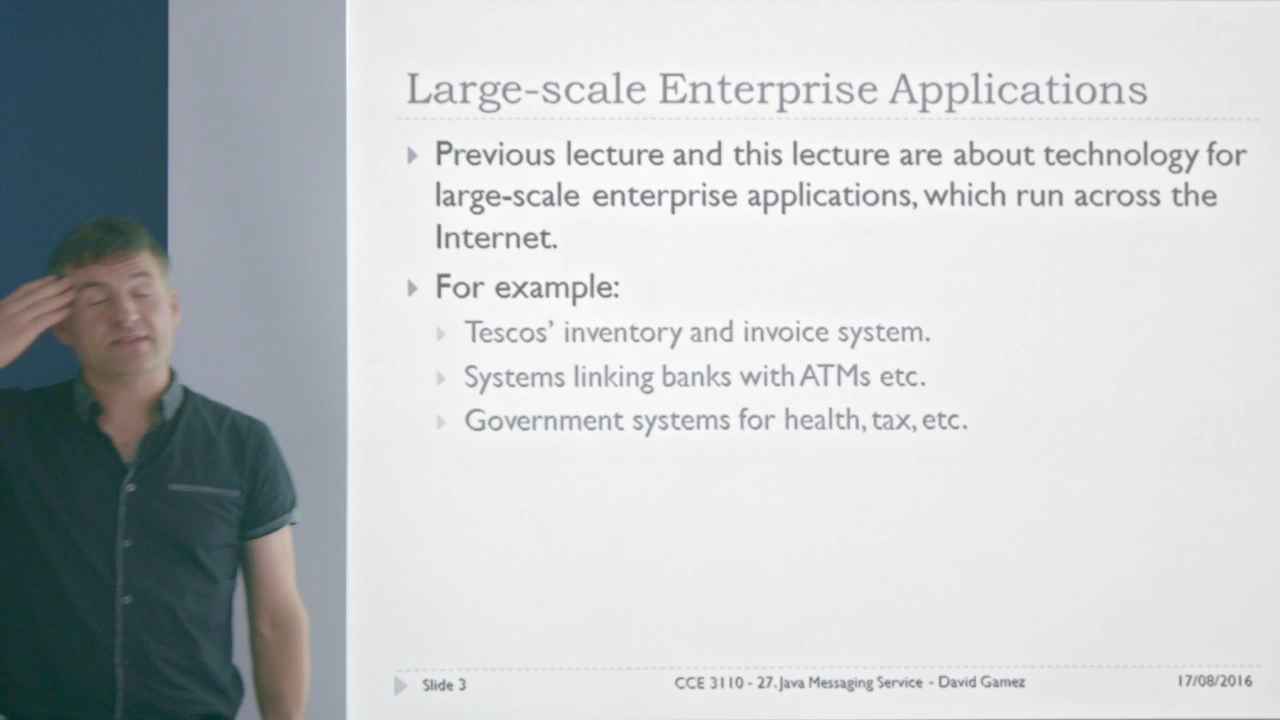 Large-scale Enterprise Applications
Previous lecture and this lecture are about technology for
large-scale enterprise applications, which run across the
Internet.
For example:
Tescos’ inventory and invoice system.
Systems linking banks with ATMs etc.
Government systems for health, tax, etc.
Slide 3
CCE 3110 - 27. Java Messaging Service - David Gamez
17/08/2016